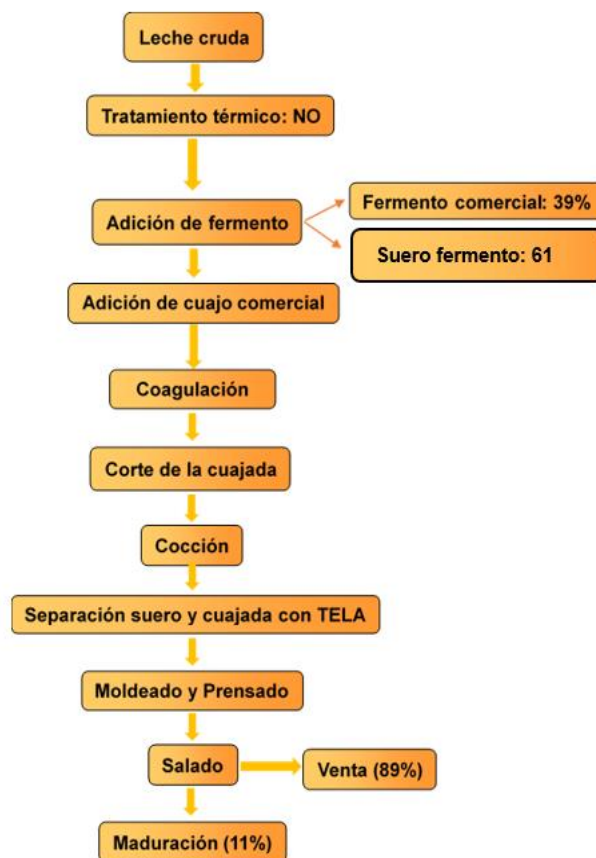 Leche cruda
Tratamiento térmico: NO
Adición de fermento
Fermento comercial: 39%
Suero fermento: 61
Adición de cuajo comercial
Coagulación
Corte de la cuajada
Cocción
Separación suero y cuajada con TELA
Moldeado y Prensado
Salado
Venta (89%)
Maduración (11%)